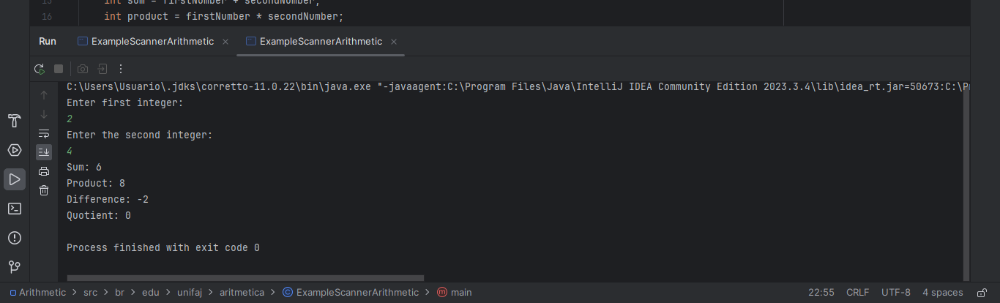 15 int sum = firstNumber + secondNumber;
16 int product = firstNumber * secondNumber;
Run ExampleScannerArithmetic × ExampleScannerArithmetic ×
C:\Users\Usuario\.jdks\corretto-11.0.22\bin\java.exe "-javaagent:C:\Program Files\Java\IntelliJ IDEA Community Edition 2023.3.4\lib\idea_rt.jar=50673:C:\Pr
Enter first integer:
2
Enter the second integer:
4
Sum: 6
Product: 8
Difference: -2
Quotient: 0
Process finished with exit code 0
Arithmetic > src > br > edu > unifaj > aritmetica > ExampleScannerArithmetic > main 22:55 CRLF UTF-8 4 spaces